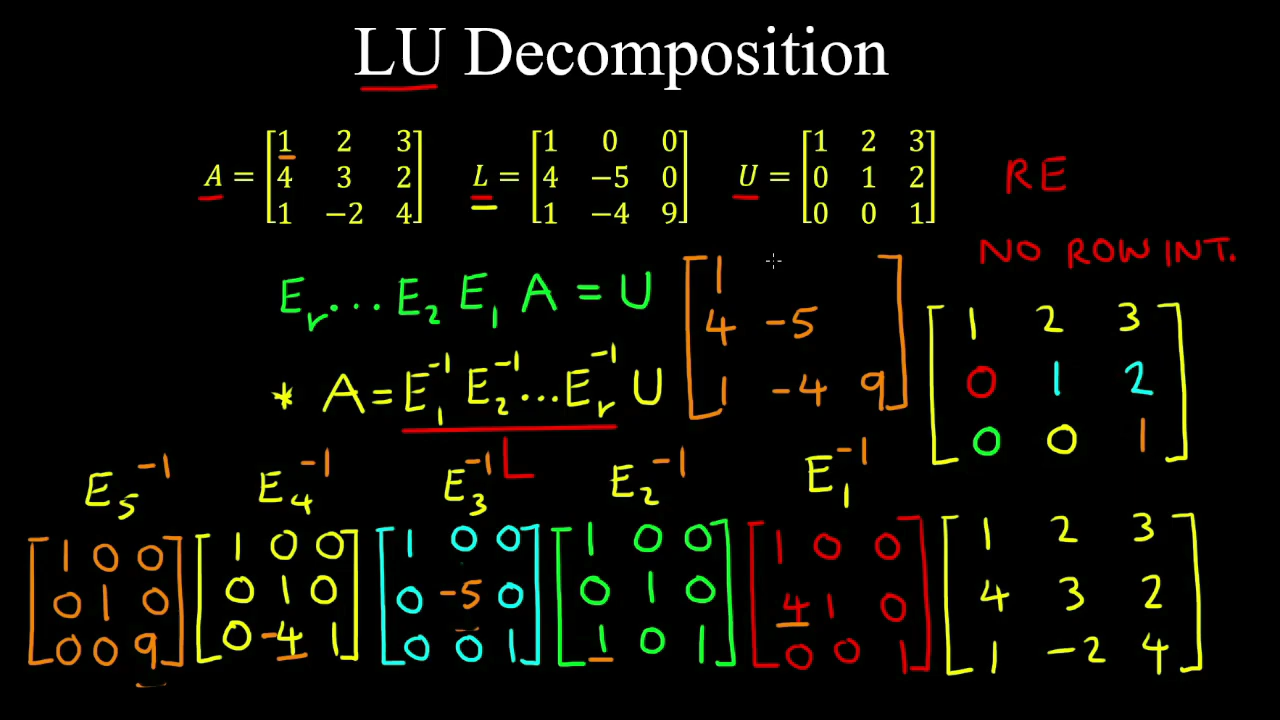 LU Decomposition
A = [1 2 3; 4 3 2; 1 −2 4] L = [1 0 0; 4 −5 0; 1 −4 9] U = [1 2 3; 0 1 2; 0 0 1] RE
NO ROW INT.
E_r ... E_2 E_1 A = U
* A = E_1^-1 E_2^-1 ... E_r^-1 U
L
[1; 4 -5; 1 -4 9]
[1 2 3; 0 1 2; 0 0 1]
E_5^-1 E_4^-1 E_3^-1 E_2^-1 E_1^-1
[1 0 0; 0 1 0; 0 0 9] [1 0 0; 0 1 0; 0 -4 1] [1 0 0; 0 -5 0; 0 0 1] [1 0 0; 0 1 0; 1 0 1] [1 0 0; 4 1 0; 0 0 1] [1 2 3; 4 3 2; 1 -2 4]